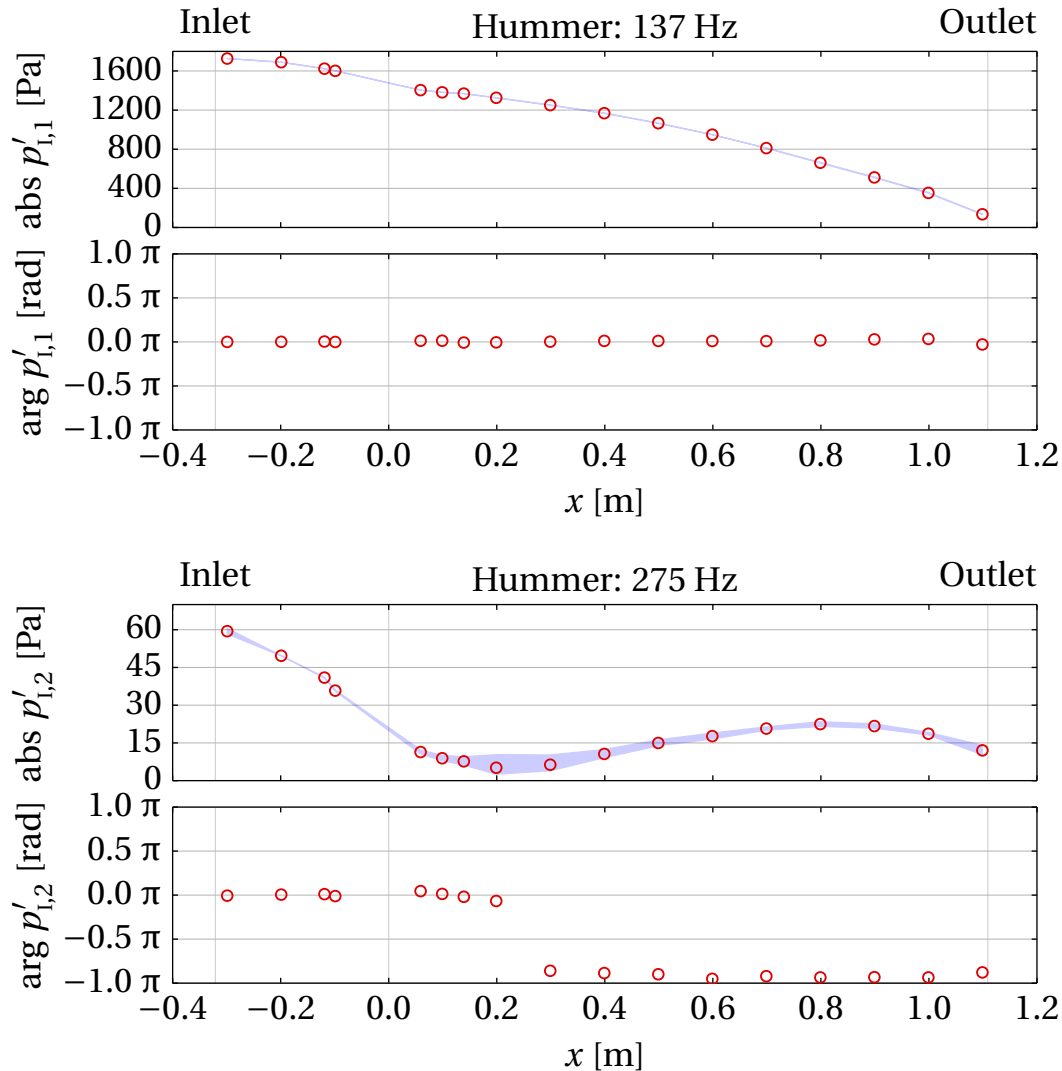 Inlet Hummer: 137 Hz Outlet
abs p′I,1 [Pa]
1600
1200
800
400
0
arg p′I,1 [rad]
1.0 π
0.5 π
0.0 π
−0.5 π
−1.0 π
−0.4 −0.2 0.0 0.2 0.4 0.6 0.8 1.0 1.2
x [m]
Inlet Hummer: 275 Hz Outlet
abs p′I,2 [Pa]
60
45
30
15
0
arg p′I,2 [rad]
1.0 π
0.5 π
0.0 π
−0.5 π
−1.0 π
−0.4 −0.2 0.0 0.2 0.4 0.6 0.8 1.0 1.2
x [m]